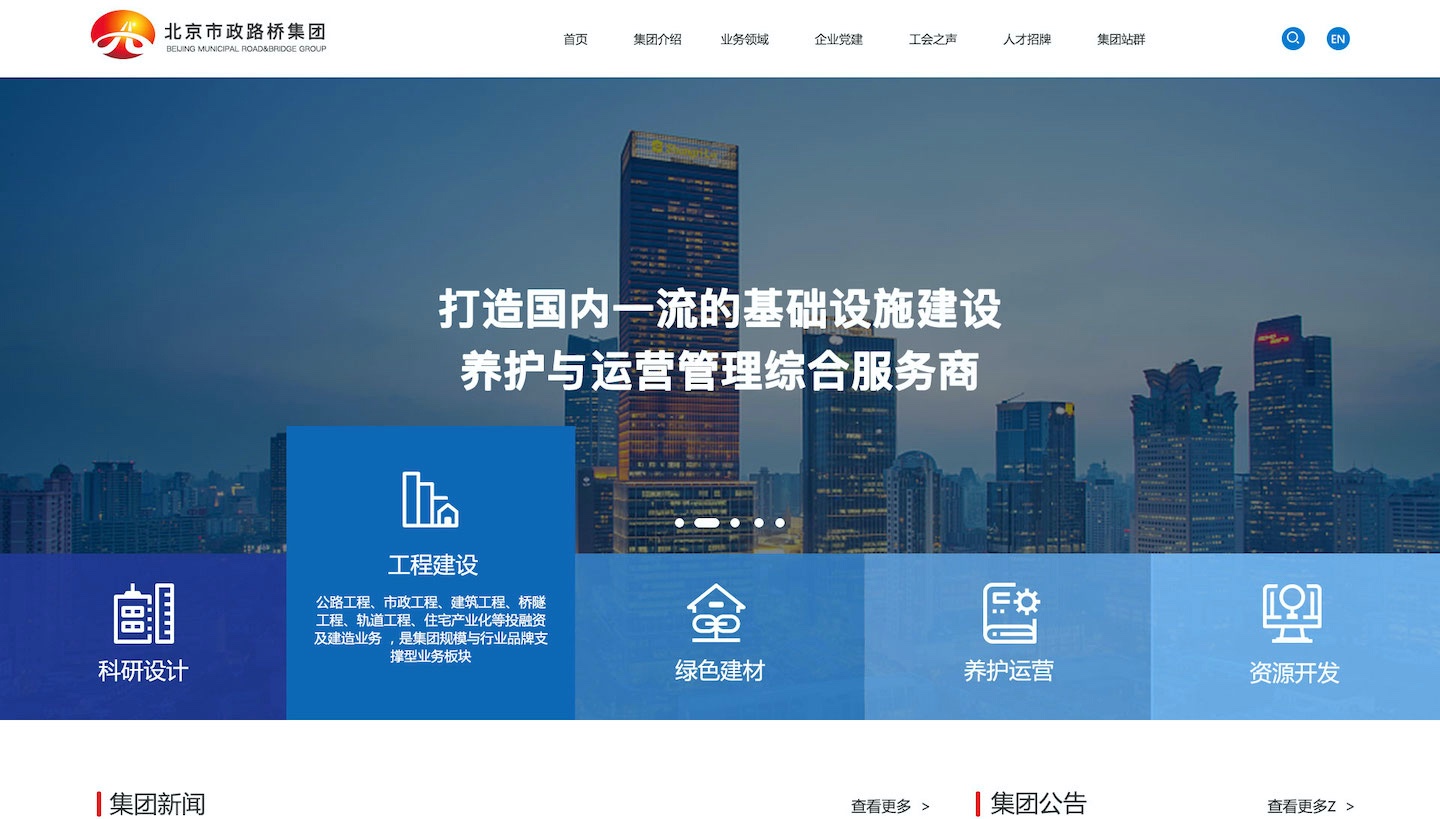 北京市政路桥集团
BEIJING MUNICIPAL ROAD&BRIDGE GROUP
首页 集团介绍 业务领域 企业党建 工会之声 人才招牌 集团站群
EN
打造国内一流的基础设施建设
养护与运营管理综合服务商
工程建设
公路工程、市政工程、建筑工程、桥隧
工程、轨道工程、住宅产业化等投融资
及建造业务 ，是集团规模与行业品牌支
撑型业务板块
科研设计
绿色建材
养护运营
资源开发
集团新闻
查看更多 >
集团公告
查看更多Z >